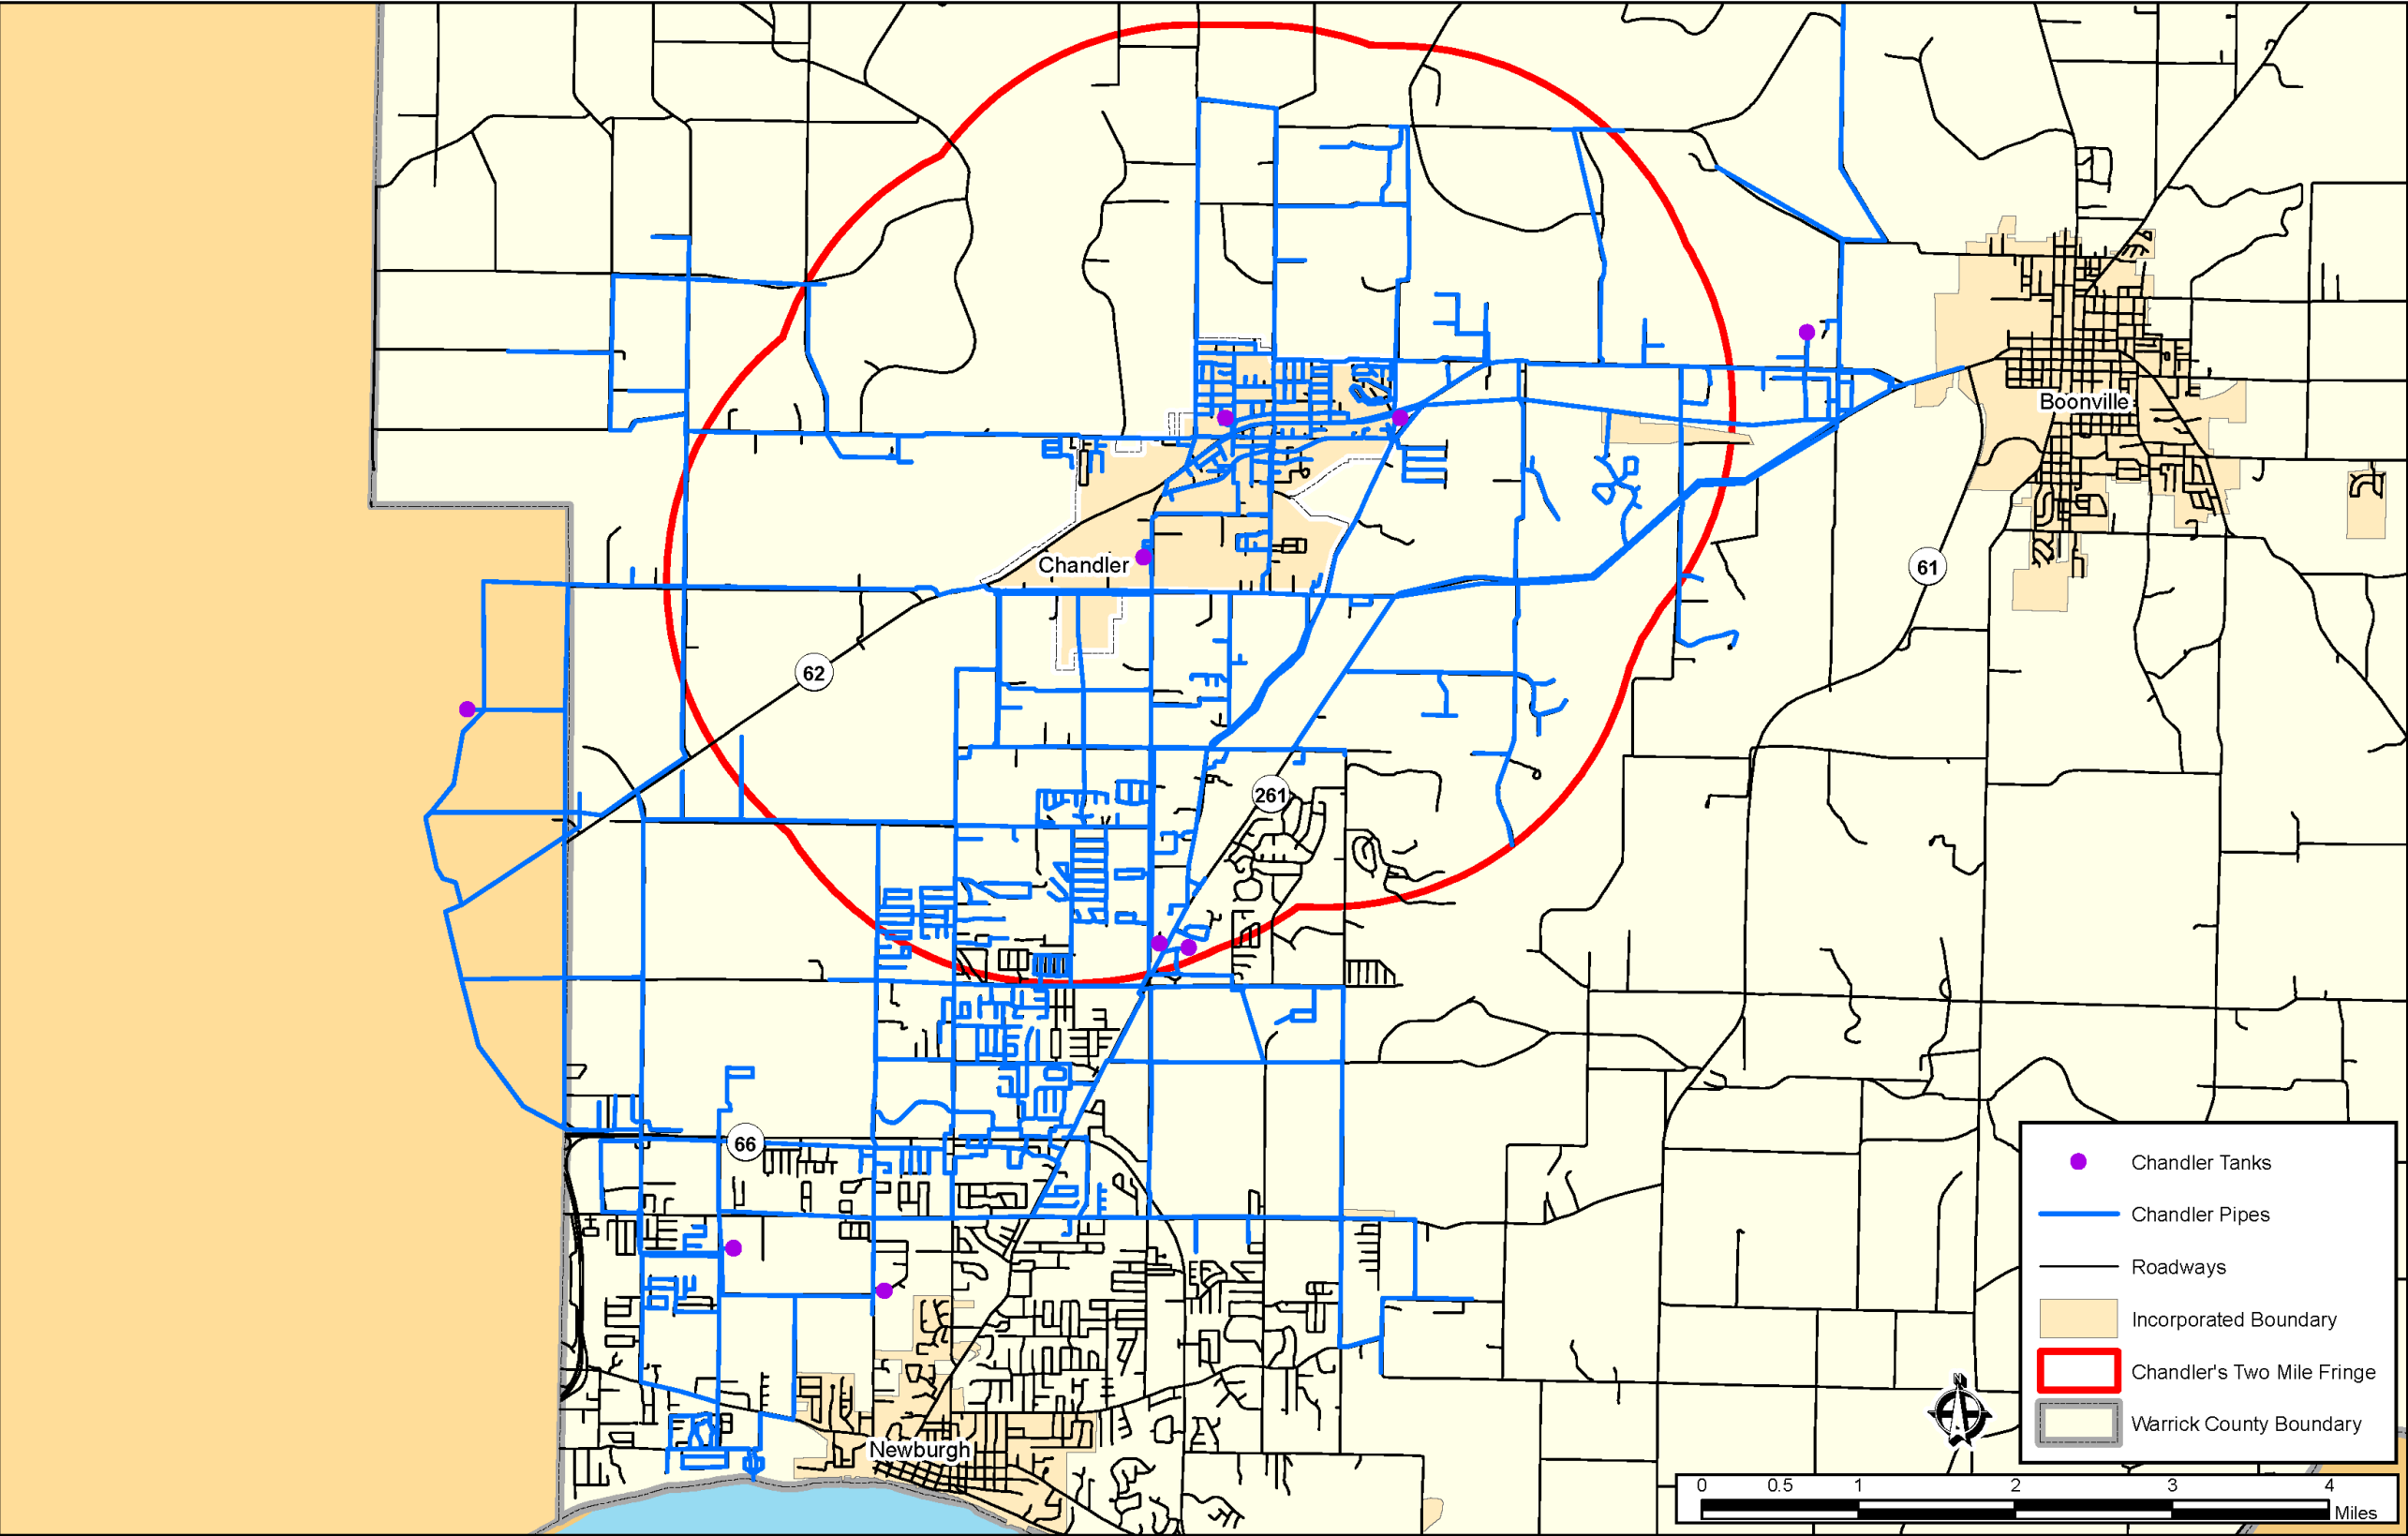 Boonville
Chandler
61
62
261
66
Newburgh
Chandler Tanks
Chandler Pipes
Roadways
Incorporated Boundary
Chandler's Two Mile Fringe
Warrick County Boundary
N
0 0.5 1 2 3 4
Miles